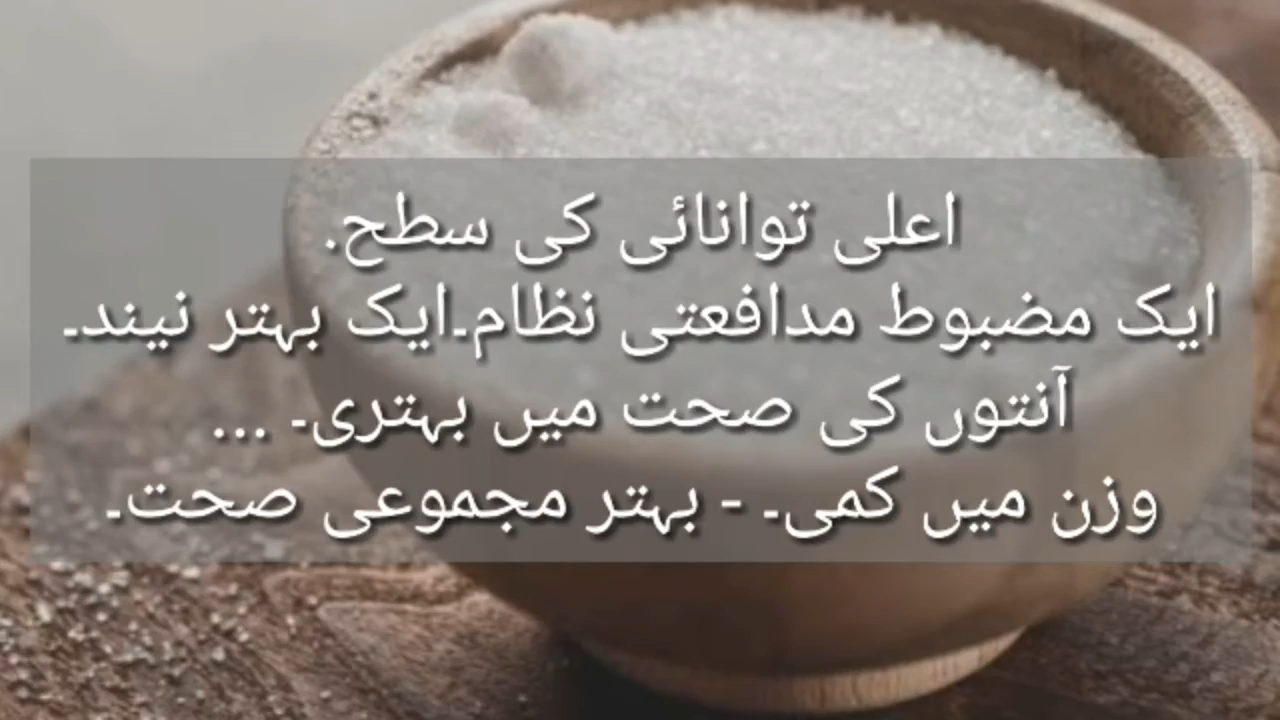 اعلی توانائی کی سطح.
ایک مضبوط مدافعتی نظام۔ایک بہتر نیند۔
آنتوں کی صحت میں بہتری۔ ...
وزن میں کمی۔ - بہتر مجموعی صحت۔